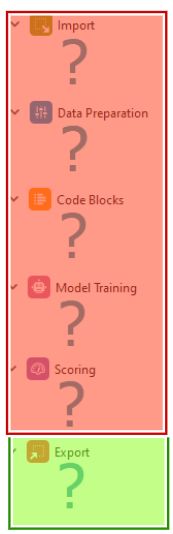 Import
?
Data Preparation
?
Code Blocks
?
Model Training
?
Scoring
?
Export
?